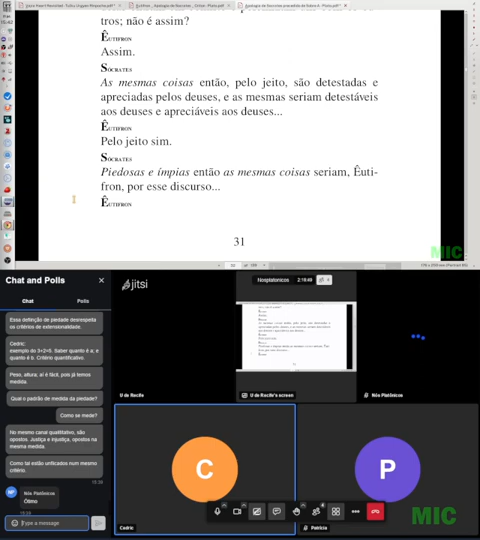 tros; não é assim?
ÊUTIFRON
Assim.
SÓCRATES
As mesmas coisas então, pelo jeito, são detestadas e
apreciadas pelos deuses, e as mesmas seriam detestáveis
aos deuses e apreciáveis aos deuses...
ÊUTIFRON
Pelo jeito sim.
SÓCRATES
Piedosas e ímpias então as mesmas coisas seriam, Êuti-
fron, por esse discurso...
ÊUTIFRON
31
MIC
Chat and Polls
Chat
Polls
Essa definição de piedade desrespeita
os critérios de extensionalidade.
Cedric:
exemplo do 3+2=5. Saber quanto é a; e
quanto é b. Critério quantificativo.
Peso, altura; aí é fácil, pois já temos
medida.
Qual o padrão de medida da piedade?
Como se mede?
No mesmo canal qualitativo, são
opostos. Justiça e Injustiça, opostos na
mesma medida.
Como tal estão unificados num mesmo
critério.
Nós Platônicos
Ótimo
Type a message
jitsi
Nosplatonicos
U de Recife
U de Recife's screen
Nós Platônicos
C
P
Cedric
Patricia
MIC